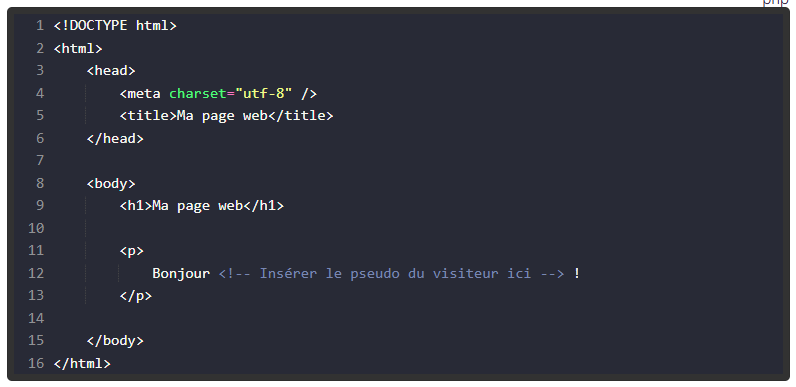 php
1 <!DOCTYPE html>
2 <html>
3 <head>
4 <meta charset="utf-8" />
5 <title>Ma page web</title>
6 </head>
7
8 <body>
9 <h1>Ma page web</h1>
10
11 <p>
12 Bonjour <!-- Insérer le pseudo du visiteur ici --> !
13 </p>
14
15 </body>
16 </html>